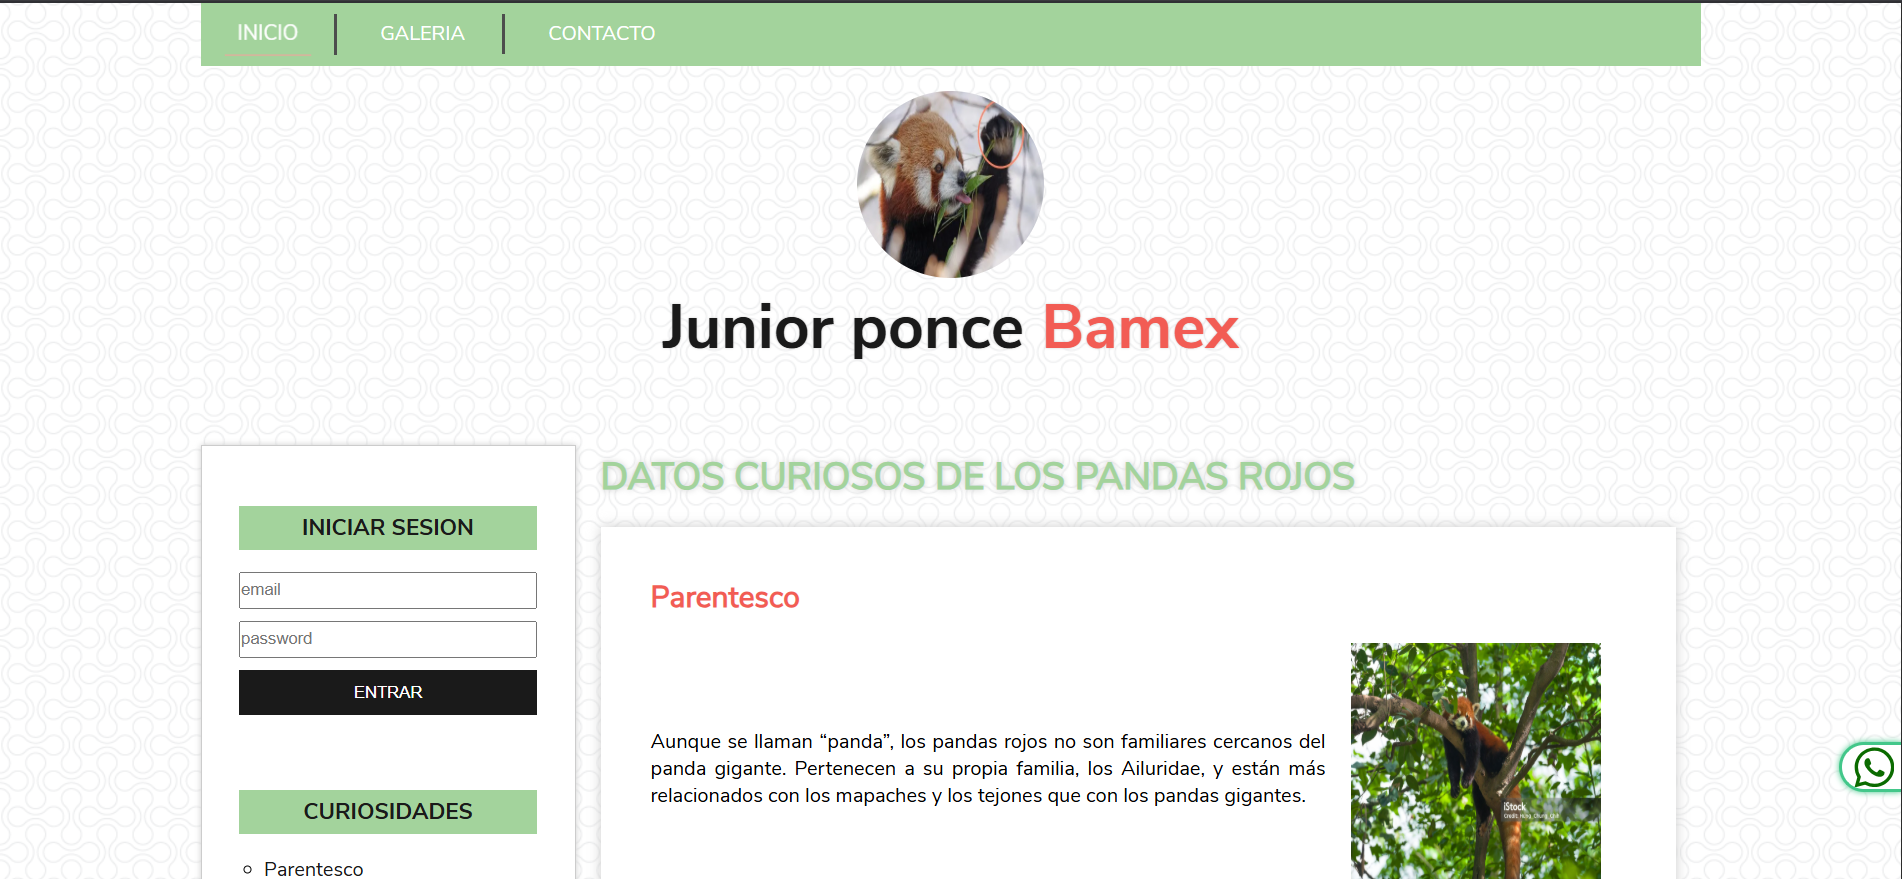 INICIO
GALERIA
CONTACTO
Junior ponce Bamex
INICIAR SESION
email
password
ENTRAR
CURIOSIDADES
Parentesco
DATOS CURIOSOS DE LOS PANDAS ROJOS
Parentesco
Aunque se llaman “panda”, los pandas rojos no son familiares cercanos del
panda gigante. Pertenecen a su propia familia, los Ailuridae, y están más
relacionados con los mapaches y los tejones que con los pandas gigantes.
iStock